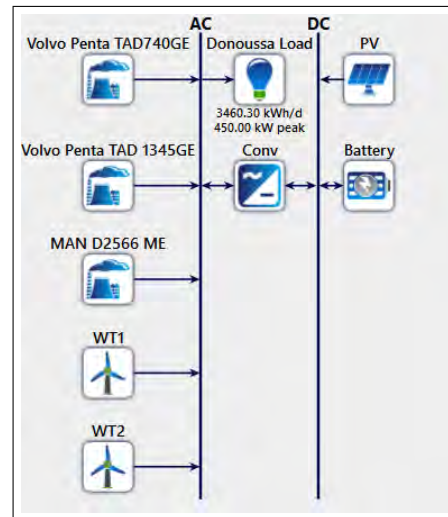 AC DC
Volvo Penta TAD740GE Donoussa Load PV
3460.30 kWh/d
450.00 kW peak
Volvo Penta TAD 1345GE Conv Battery
MAN D2566 ME
WT1
WT2